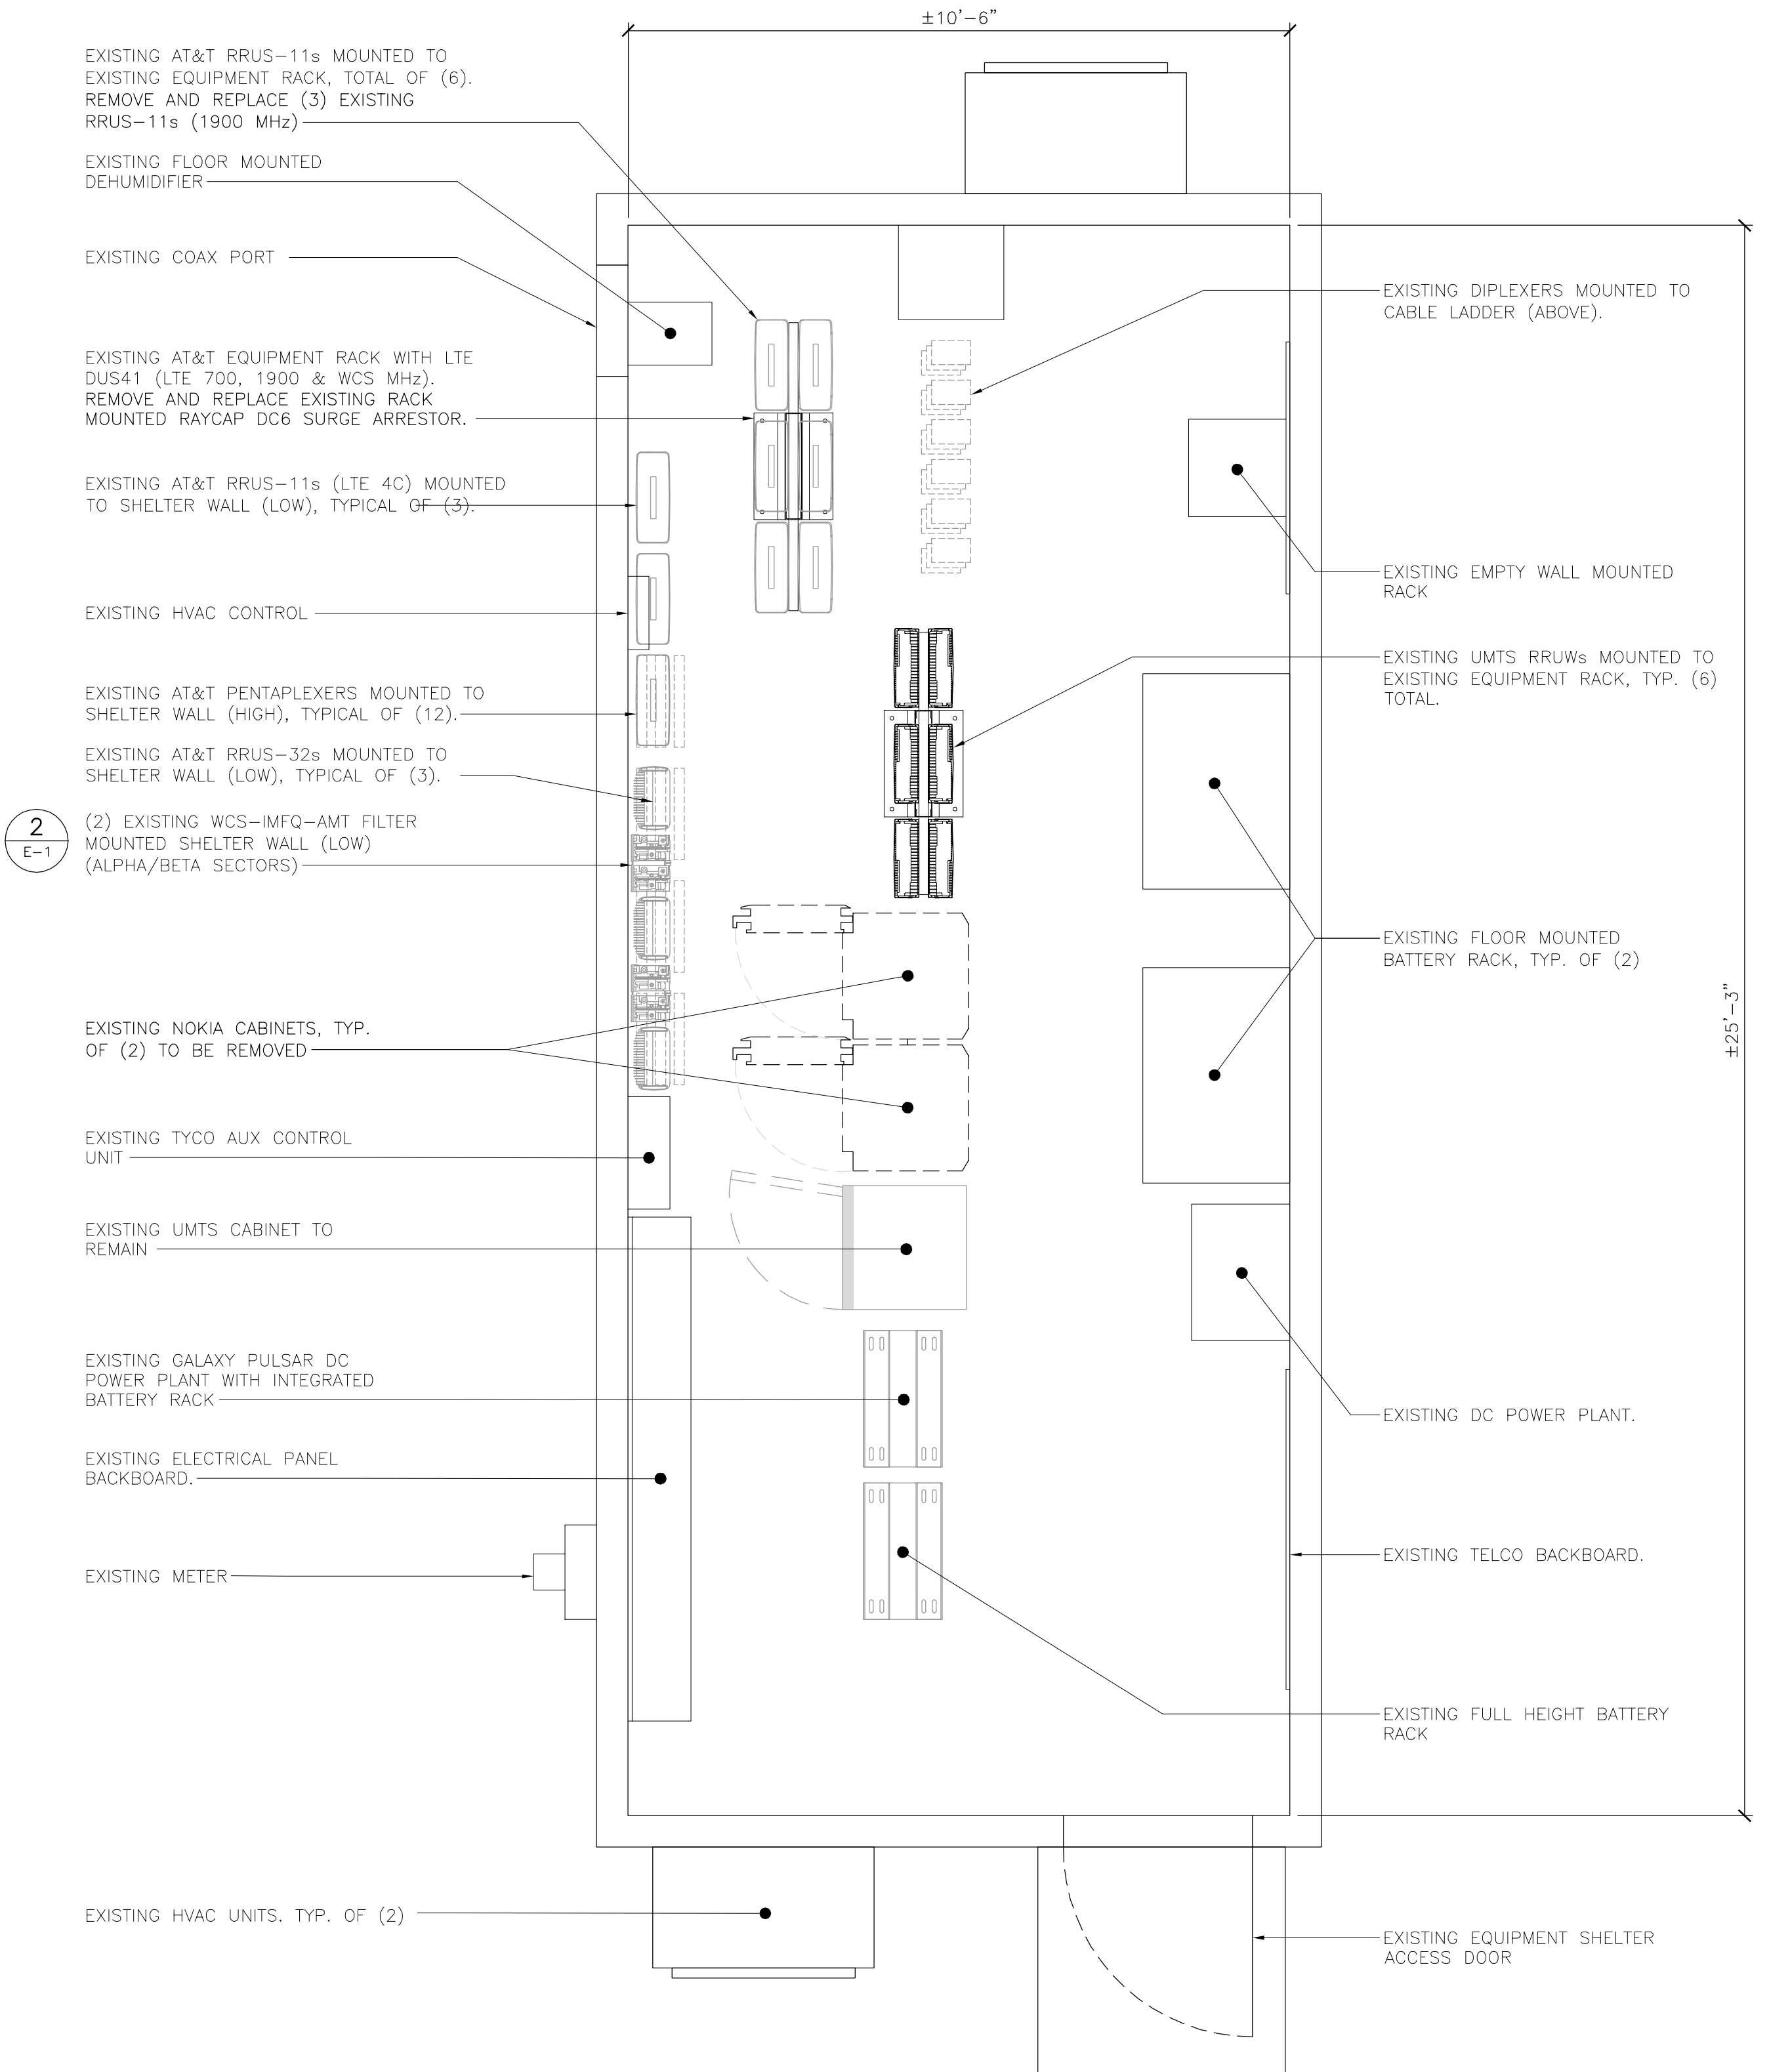 ±10'-6"
EXISTING AT&T RRUS-11s MOUNTED TO
EXISTING EQUIPMENT RACK, TOTAL OF (6).
REMOVE AND REPLACE (3) EXISTING
RRUS-11s (1900 MHz)
EXISTING FLOOR MOUNTED
DEHUMIDIFIER
EXISTING COAX PORT
EXISTING AT&T EQUIPMENT RACK WITH LTE
DUS41 (LTE 700, 1900 & WCS MHz).
REMOVE AND REPLACE EXISTING RACK
MOUNTED RAYCAP DC6 SURGE ARRESTOR.
EXISTING AT&T RRUS-11s (LTE 4C) MOUNTED
TO SHELTER WALL (LOW), TYPICAL OF (3).
EXISTING HVAC CONTROL
EXISTING AT&T PENTAPLEXERS MOUNTED TO
SHELTER WALL (HIGH), TYPICAL OF (12).
EXISTING AT&T RRUS-32s MOUNTED TO
SHELTER WALL (LOW), TYPICAL OF (3).
2
E-1
(2) EXISTING WCS-IMFQ-AMT FILTER
MOUNTED SHELTER WALL (LOW)
(ALPHA/BETA SECTORS)
EXISTING NOKIA CABINETS, TYP.
OF (2) TO BE REMOVED
EXISTING TYCO AUX CONTROL
UNIT
EXISTING UMTS CABINET TO
REMAIN
EXISTING GALAXY PULSAR DC
POWER PLANT WITH INTEGRATED
BATTERY RACK
EXISTING ELECTRICAL PANEL
BACKBOARD.
EXISTING METER
EXISTING HVAC UNITS. TYP. OF (2)
EXISTING DIPLEXERS MOUNTED TO
CABLE LADDER (ABOVE).
EXISTING EMPTY WALL MOUNTED
RACK
EXISTING UMTS RRUWs MOUNTED TO
EXISTING EQUIPMENT RACK, TYP. (6)
TOTAL.
EXISTING FLOOR MOUNTED
BATTERY RACK, TYP. OF (2)
±25'-3"
EXISTING DC POWER PLANT.
EXISTING TELCO BACKBOARD.
EXISTING FULL HEIGHT BATTERY
RACK
EXISTING EQUIPMENT SHELTER
ACCESS DOOR